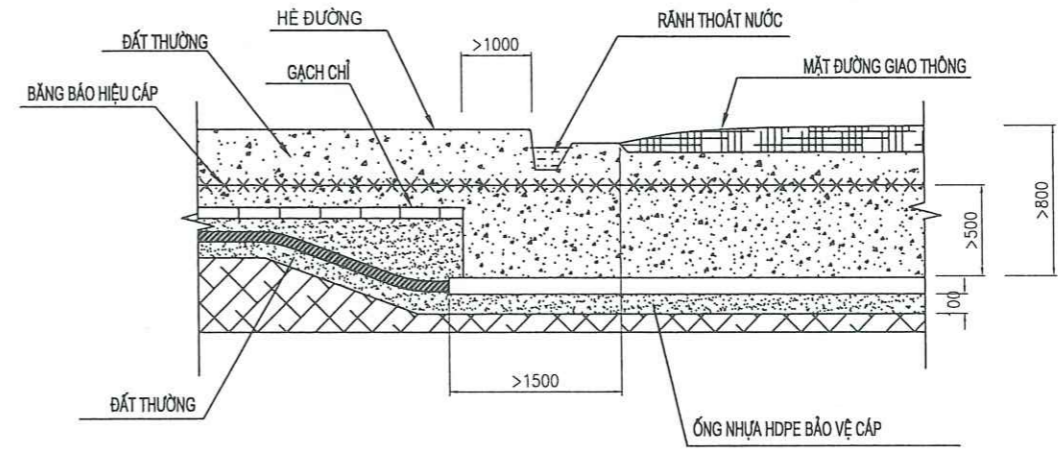 HÈ ĐƯỜNG
RÃNH THOÁT NƯỚC
ĐẤT THƯỜNG
>1000
GẠCH CHỈ
MẶT ĐƯỜNG GIAO THÔNG
BĂNG BÁO HIỆU CÁP
>800
>500
00
>1500
ĐẤT THƯỜNG
ỐNG NHỰA HDPE BẢO VỆ CÁP